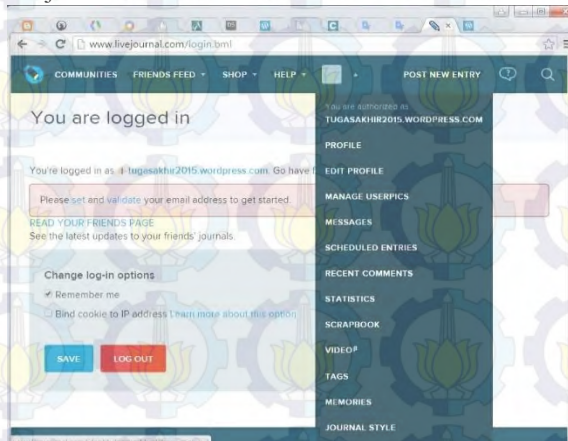 www.livejournal.com/login.bml
COMMUNITIES FRIENDS FEED SHOP HELP POST NEW ENTRY
You are logged in
You're logged in as tugasakhir2015.wordpress.com. Go have f
Please set and validate your email address to get started.
READ YOUR FRIENDS PAGE
See the latest updates to your friends' journals.
Change log-in options
Remember me
Bind cookie to IP address Learn more about this option
SAVE LOG OUT
You are authorized as
TUGASAKHIR2015.WORDPRESS.COM
PROFILE
EDIT PROFILE
MANAGE USERPICS
MESSAGES
SCHEDULED ENTRIES
RECENT COMMENTS
STATISTICS
SCRAPBOOK
VIDEOβ
TAGS
MEMORIES
JOURNAL STYLE